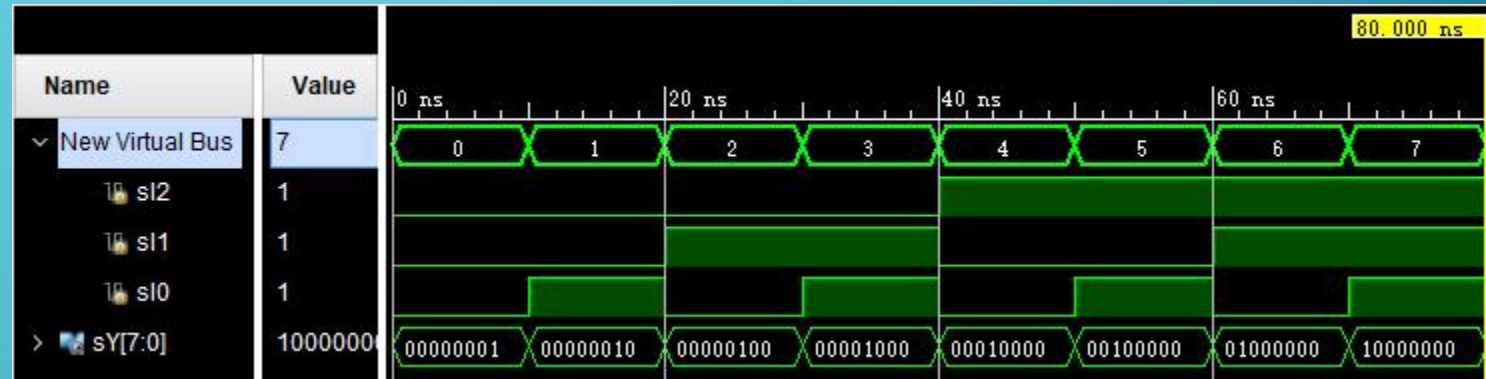 80.000 ns
Name Value 0 ns 20 ns 40 ns 60 ns
New Virtual Bus 7 0 1 2 3 4 5 6 7
sI2 1
sI1 1
sI0 1
sY[7:0] 10000000 00000001 00000010 00000100 00001000 00010000 00100000 01000000 10000000